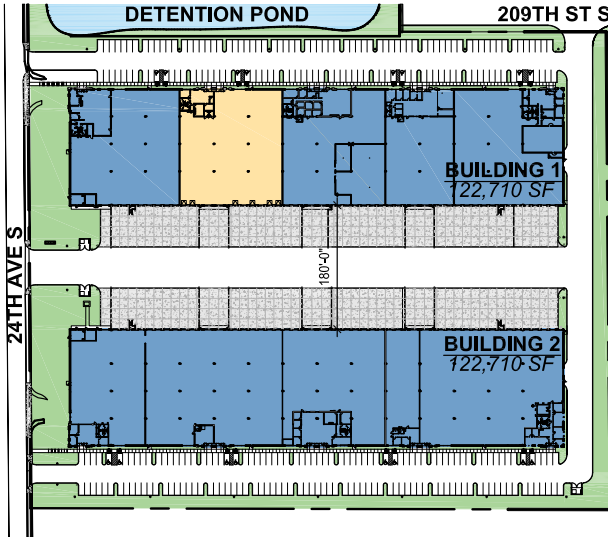 DETENTION POND
209TH ST S
BUILDING 1
122,710 SF
24TH AVE S
180'-0"
BUILDING 2
122,710 SF